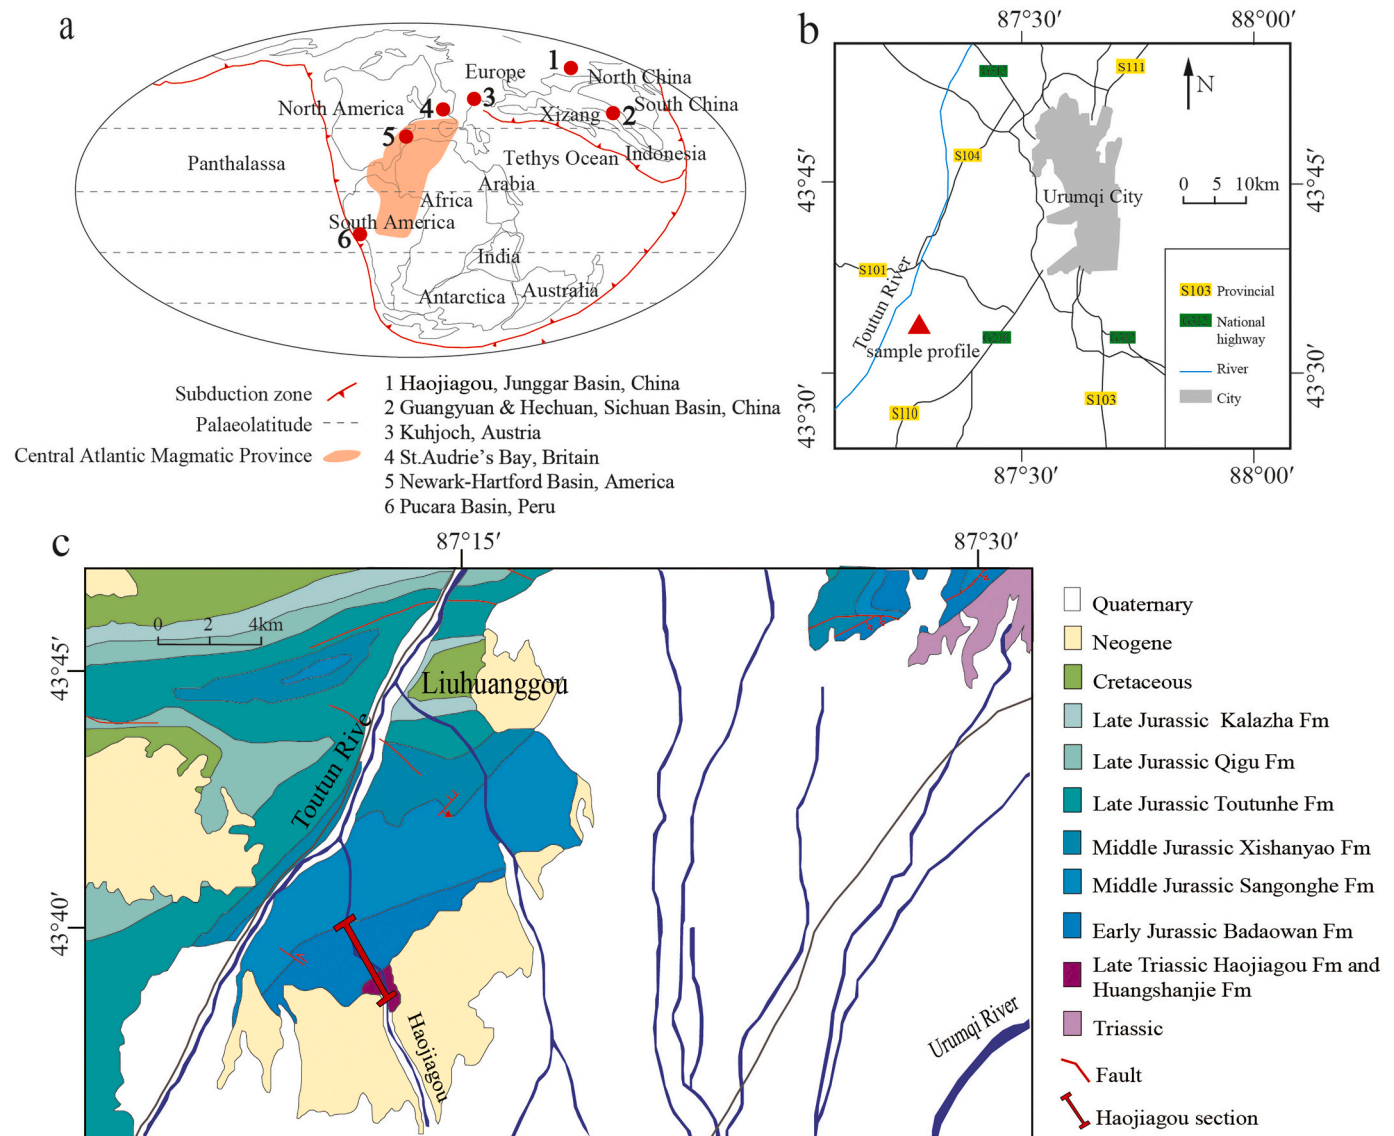 a
1
Europe
North China
3
North America
4
South China
Xizang
2
5
Panthalassa
Tethys Ocean
Indonesia
Arabia
Africa
South America
6
India
Antarctica
Australia
Subduction zone
Palaeolatitude
Central Atlantic Magmatic Province
1 Haojiagou, Junggar Basin, China
2 Guangyuan & Hechuan, Sichuan Basin, China
3 Kuhjoch, Austria
4 St.Audrie's Bay, Britain
5 Newark-Hartford Basin, America
6 Pucara Basin, Peru
b
87°30′
88°00′
S111
N
S104
43°45′
43°45′
0 5 10km
Urumqi City
S101
Toutun River
sample profile
S103 Provincial
National
highway
River
City
43°30′
43°30′
S110
S103
87°30′
88°00′
c
87°15′
87°30′
0 2 4km
43°45′
Liuhuanggou
Toutun Rive
43°40′
Haojiagou
Urumqi River
Quaternary
Neogene
Cretaceous
Late Jurassic Kalazha Fm
Late Jurassic Qigu Fm
Late Jurassic Toutunhe Fm
Middle Jurassic Xishanyao Fm
Middle Jurassic Sangonghe Fm
Early Jurassic Badaowan Fm
Late Triassic Haojiagou Fm and
Huangshanjie Fm
Triassic
Fault
Haojiagou section